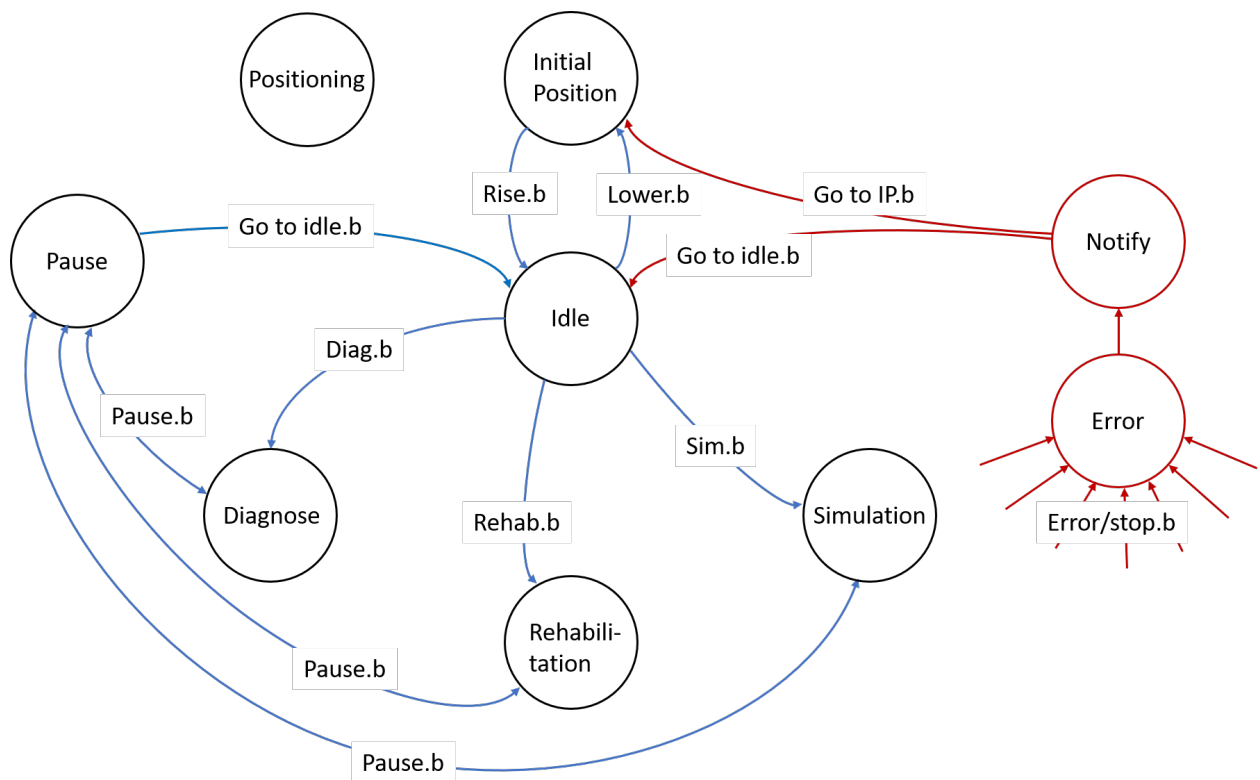 Positioning
Initial
Position
Rise.b
Lower.b
Go to IP.b
Go to idle.b
Go to idle.b
Notify
Pause
Idle
Diag.b
Pause.b
Error
Sim.b
Diagnose
Rehab.b
Simulation
Error/stop.b
Rehabili-
tation
Pause.b
Pause.b